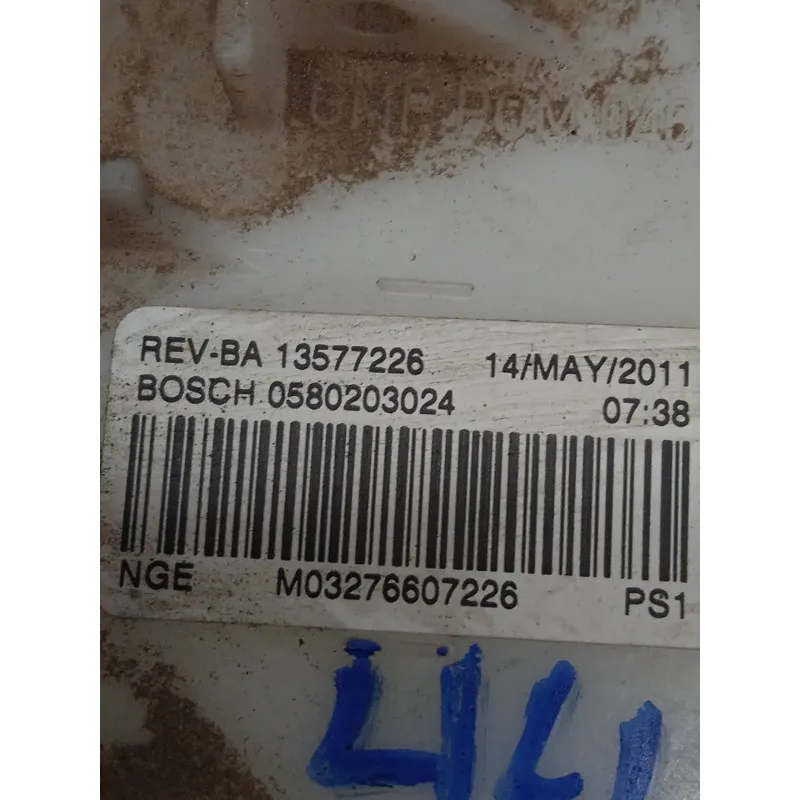 REV-BA 13577226 14/MAY/2011
BOSCH 0580203024 07:38
NGE M03276607226 PS1